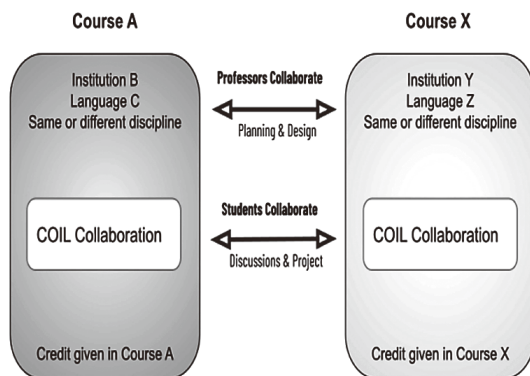 Course A
Institution B
Language C
Same or different discipline
COIL Collaboration
Credit given in Course A
Professors Collaborate
Planning & Design
Students Collaborate
Discussions & Project
Course X
Institution Y
Language Z
Same or different discipline
COIL Collaboration
Credit given in Course X